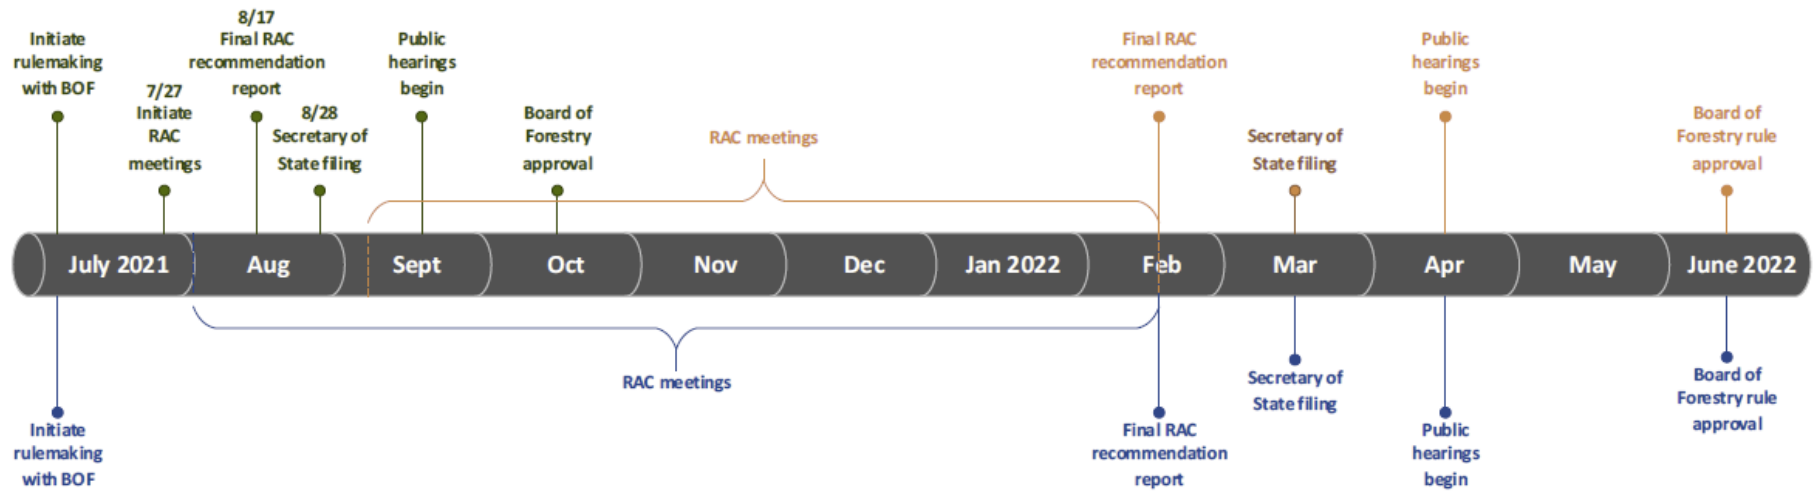 Initiate
rulemaking
with BOF
7/27
Initiate
RAC
meetings
8/17
Final RAC
recommendation
report
8/28
Secretary of
State filing
Public
hearings
begin
Board of
Forestry
approval
RAC meetings
Final RAC
recommendation
report
Secretary of
State filing
Public
hearings
begin
Board of
Forestry rule
approval
July 2021
Aug
Sept
Oct
Nov
Dec
Jan 2022
Feb
Mar
Apr
May
June 2022
Initiate
rulemaking
with BOF
RAC meetings
Final RAC
recommendation
report
Secretary of
State filing
Public
hearings
begin
Board of
Forestry rule
approval